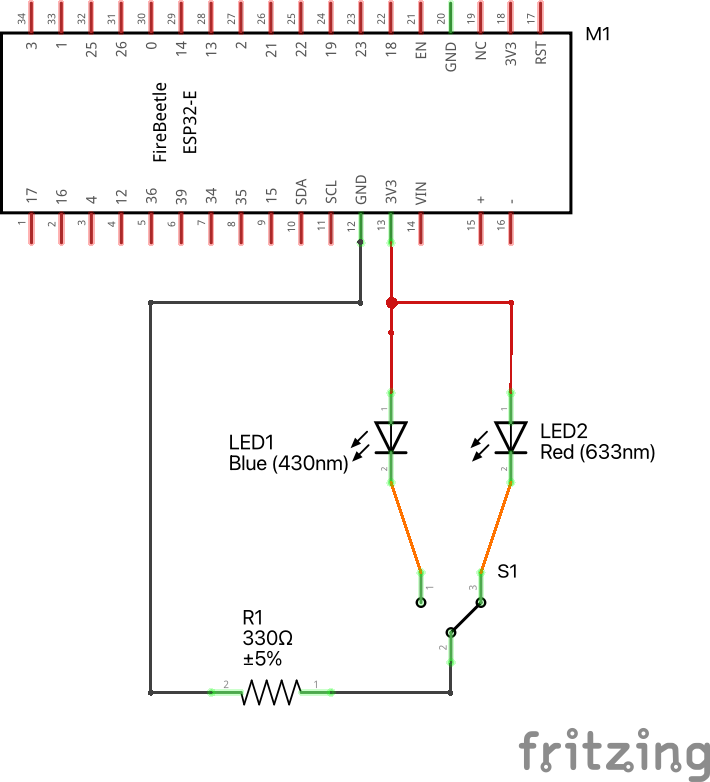 34 33 32 31 30 29 28 27 26 25 24 23 22 21 20 19 18 17
3 1 25 26 0 14 13 2 21 22 19 23 18 EN GND NC 3V3 RST
M1
FireBeetle
ESP32-E
17 16 4 12 36 39 34 35 15 SDA SCL GND 3V3 VIN + -
1 2 3 4 5 6 7 8 9 10 11 12 13 14 15 16
1 1
LED1
Blue (430nm)
LED2
Red (633nm)
2 2
S1
1 3
2
R1
330Ω
±5%
2 1
fritzing